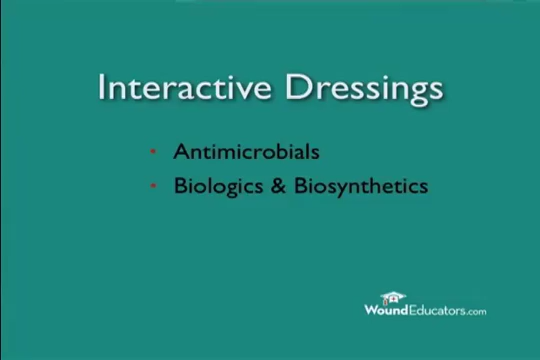 Interactive Dressings
• Antimicrobials
• Biologics & Biosynthetics
WoundEducators.com